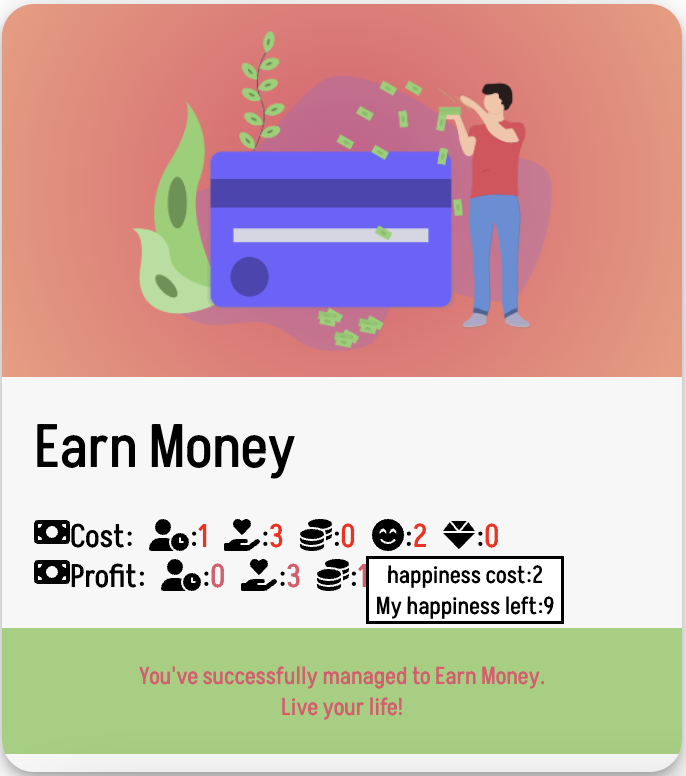 Earn Money
Cost: :1 :3 :0 :2 :0
Profit: :0 :3 :1
happiness cost:2
My happiness left:9
You've successfully managed to Earn Money.
Live your life!